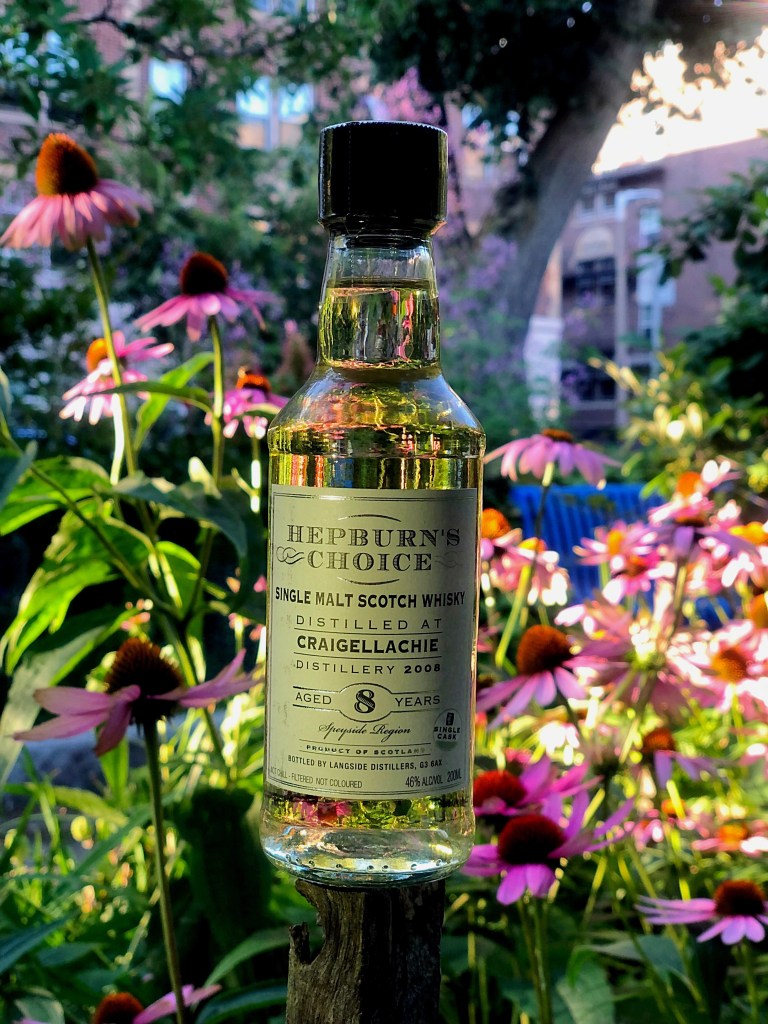 HEPBURN'S
CHOICE
SINGLE MALT SCOTCH WHISKY
DISTILLED AT
CRAIGELLACHIE
DISTILLERY 2008
AGED 8 YEARS
Speyside Region
SINGLE
CASK
PRODUCT OF SCOTLAND
BOTTLED BY LANGSIDE DISTILLERS, G3 6AX
NOT CHILL - FILTERED NOT COLOURED
46% ALC/VOL 200ML